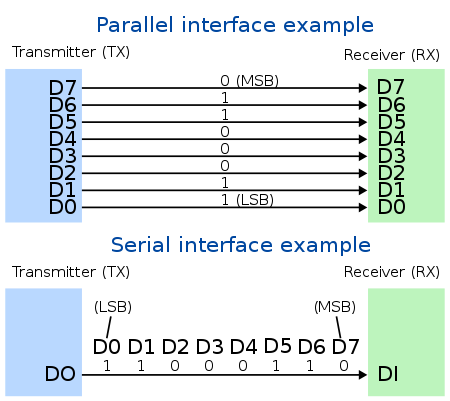 Parallel interface example
Transmitter (TX) Receiver (RX)
D7 0 (MSB) D7
D6 1 D6
D5 1 D5
D4 0 D4
D3 0 D3
D2 0 D2
D1 1 D1
D0 1 (LSB) D0
Serial interface example
Transmitter (TX) Receiver (RX)
(LSB) (MSB)
D0 D1 D2 D3 D4 D5 D6 D7
1 1 0 0 0 1 1 0
DO DI